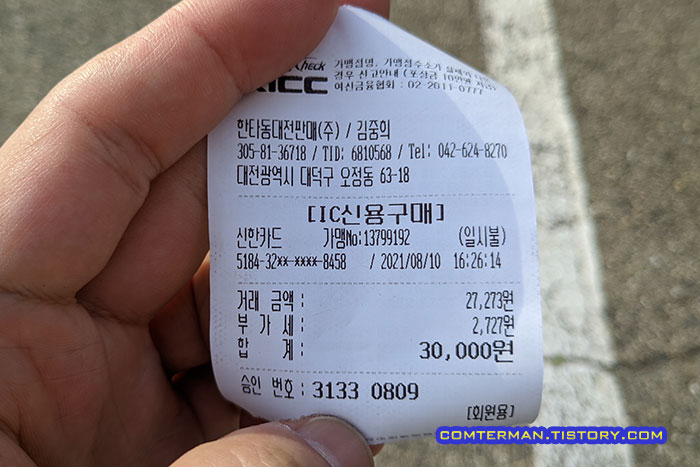 Check 가맹점명, 가맹점주소가 실제와
KICC 경우 신고안내 (포상금 10만원 지급)
여신금융협회 : 02-2011-0777
한타동대전판매(주) / 김중희
305-81-36718 / TID: 6810568 / Tel: 042-624-8270
대전광역시 대덕구 오정동 63-18
[IC신용구매]
신한카드 가맹No:13799192 (일시불)
5184-32xx-xxxx-8458 / 2021/08/10 16:26:14
거래 금액 : 27,273원
부 가 세 : 2,727원
합 계 : 30,000원
승인 번호 : 3133 0809
[회원용]
COMTERMAN.TISTORY.COM